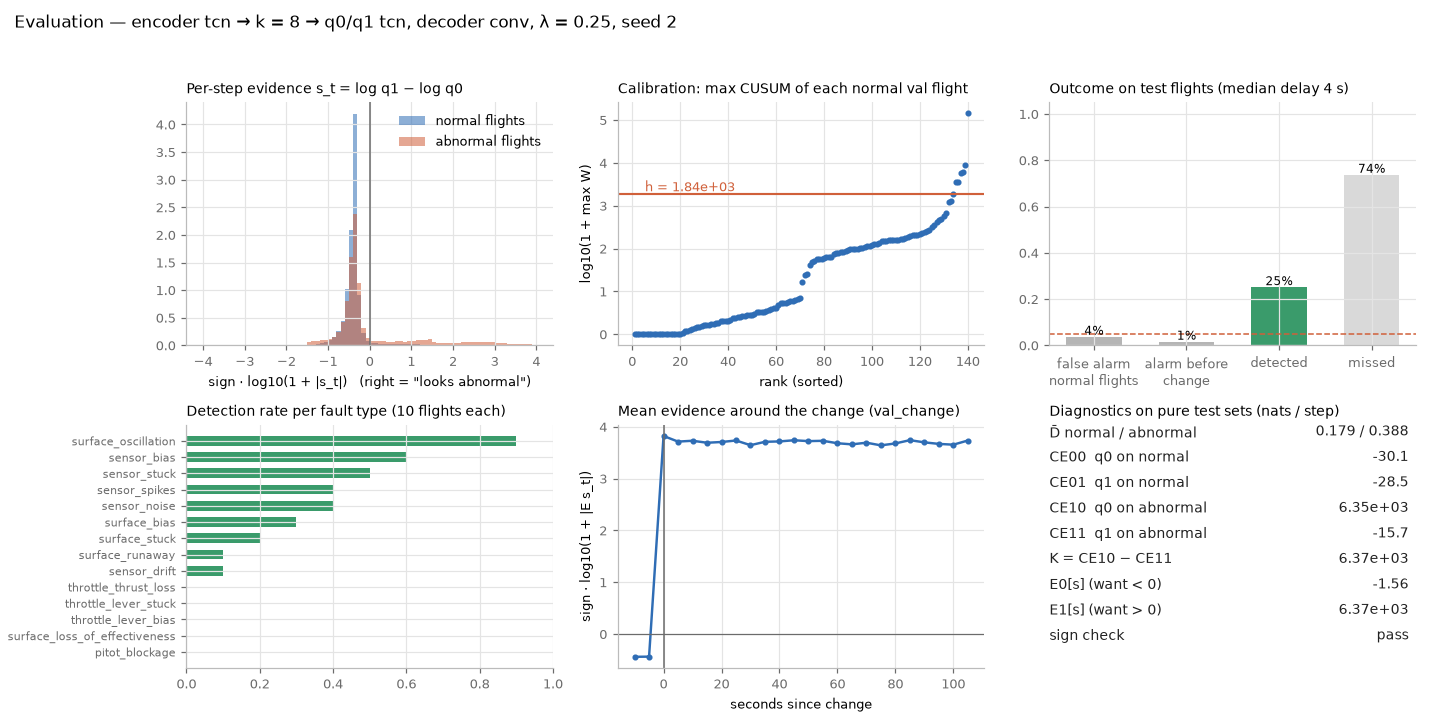 Evaluation — encoder tcn → k = 8 → q0/q1 tcn, decoder conv, λ = 0.25, seed 2
Per-step evidence s_t = log q1 − log q0
normal flights
abnormal flights
4.0
3.5
3.0
2.5
2.0
1.5
1.0
0.5
0.0
−4 −3 −2 −1 0 1 2 3 4
sign · log10(1 + |s_t|) (right = "looks abnormal")
Calibration: max CUSUM of each normal val flight
log10(1 + max W)
5
4
3
2
1
0
h = 1.84e+03
0 20 40 60 80 100 120 140
rank (sorted)
Outcome on test flights (median delay 4 s)
1.0
0.8
0.6
0.4
0.2
0.0
4%
1%
25%
74%
false alarm
normal flights
alarm before
change
detected
missed
Detection rate per fault type (10 flights each)
surface_oscillation
sensor_bias
sensor_stuck
sensor_spikes
sensor_noise
surface_bias
surface_stuck
surface_runaway
sensor_drift
throttle_thrust_loss
throttle_lever_stuck
throttle_lever_bias
surface_loss_of_effectiveness
pitot_blockage
0.0 0.2 0.4 0.6 0.8 1.0
Mean evidence around the change (val_change)
sign · log10(1 + |E s_t|)
4
3
2
1
0
0 20 40 60 80 100
seconds since change
Diagnostics on pure test sets (nats / step)
D̄ normal / abnormal 0.179 / 0.388
CE00 q0 on normal -30.1
CE01 q1 on normal -28.5
CE10 q0 on abnormal 6.35e+03
CE11 q1 on abnormal -15.7
K = CE10 − CE11 6.37e+03
E0[s] (want < 0) -1.56
E1[s] (want > 0) 6.37e+03
sign check pass